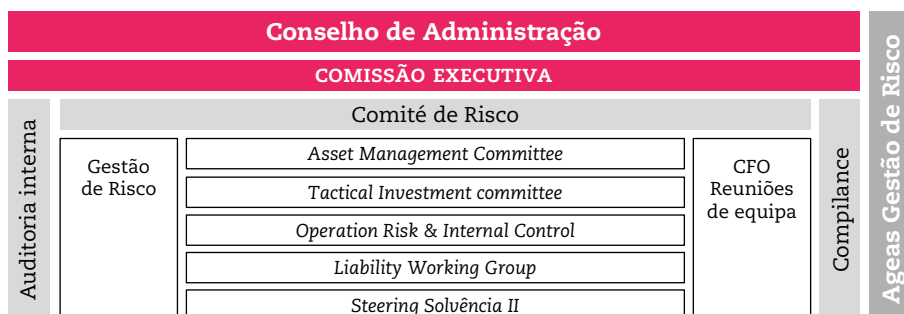 Conselho de Administração
COMISSÃO EXECUTIVA
Comité de Risco
Auditoria interna
Gestão
de Risco
Asset Management Committee
Tactical Investment committee
Operation Risk & Internal Control
Liability Working Group
Steering Solvência II
CFO
Reuniões
de equipa
Compilance
Ageas Gestão de Risco